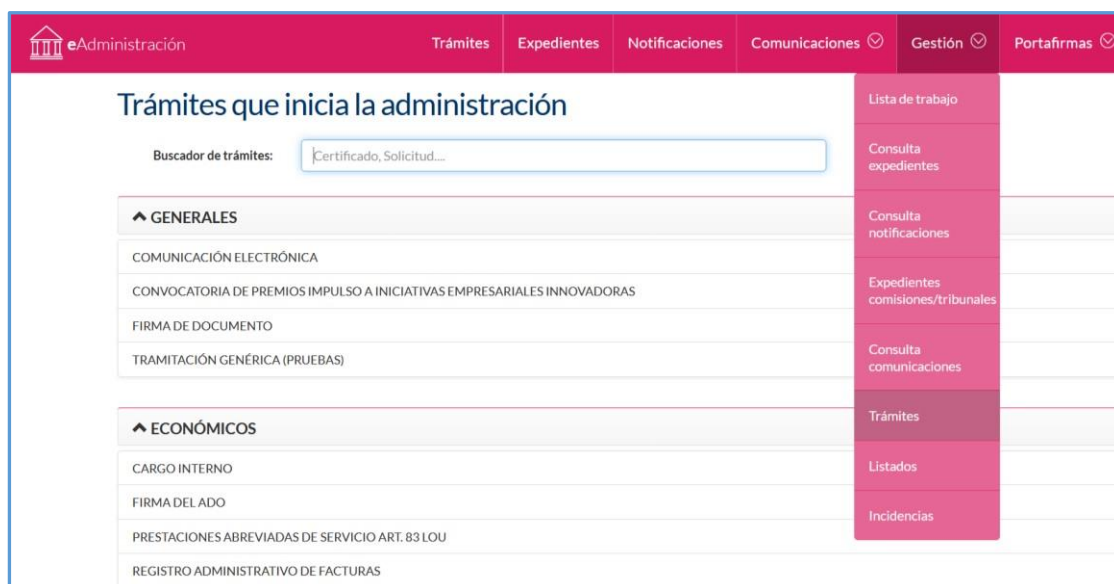 eAdministración
Trámites
Expedientes
Notificaciones
Comunicaciones
Gestión
Portafirmas
Trámites que inicia la administración
Buscador de trámites:
Certificado, Solicitud....
GENERALES
COMUNICACIÓN ELECTRÓNICA
CONVOCATORIA DE PREMIOS IMPULSO A INICIATIVAS EMPRESARIALES INNOVADORAS
FIRMA DE DOCUMENTO
TRAMITACIÓN GENÉRICA (PRUEBAS)
ECONÓMICOS
CARGO INTERNO
FIRMA DEL ADO
PRESTACIONES ABREVIADAS DE SERVICIO ART. 83 LOU
REGISTRO ADMINISTRATIVO DE FACTURAS
Lista de trabajo
Consulta
expedientes
Consulta
notificaciones
Expedientes
comisiones/tribunales
Consulta
comunicaciones
Trámites
Listados
Incidencias